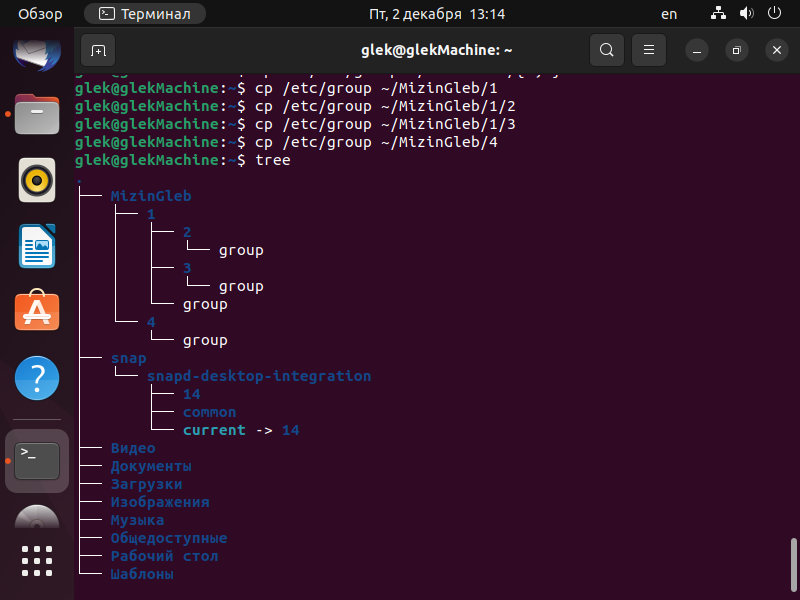 Обзор Терминал Пт, 2 декабря 13:14 en
glek@glekMachine: ~
glek@glekMachine:~$ cp /etc/group ~/MizinGleb/1
glek@glekMachine:~$ cp /etc/group ~/MizinGleb/1/2
glek@glekMachine:~$ cp /etc/group ~/MizinGleb/1/3
glek@glekMachine:~$ cp /etc/group ~/MizinGleb/4
glek@glekMachine:~$ tree
.
├── MizinGleb
│   ├── 1
│   │   ├── 2
│   │   │   └── group
│   │   ├── 3
│   │   │   └── group
│   │   └── group
│   └── 4
│       └── group
├── snap
│   └── snapd-desktop-integration
│       ├── 14
│       ├── common
│       └── current -> 14
├── Видео
├── Документы
├── Загрузки
├── Изображения
├── Музыка
├── Общедоступные
├── Рабочий стол
└── Шаблоны